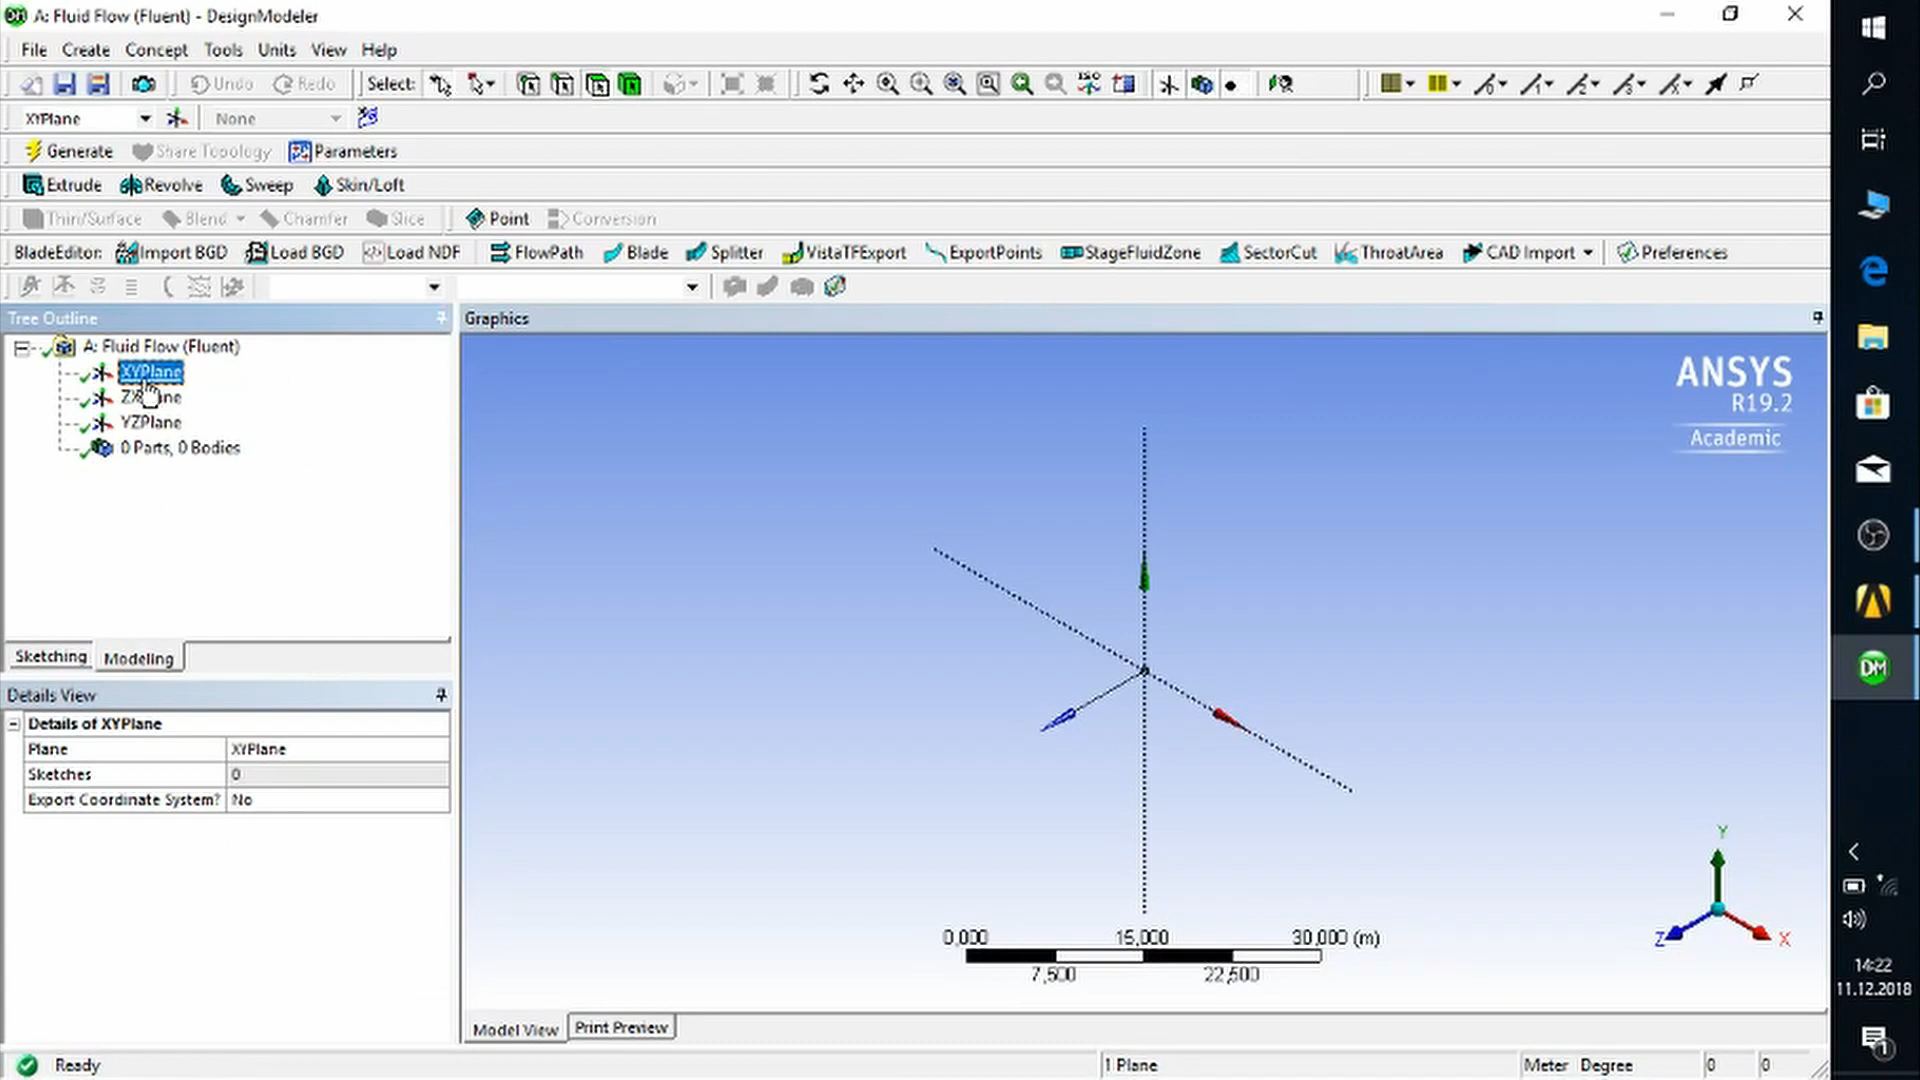 A: Fluid Flow (Fluent) - DesignModeler
File Create Concept Tools Units View Help
Undo Redo Select: ISO
XYPlane None
Generate Share Topology Parameters
Extrude Revolve Sweep Skin/Loft
Thin/Surface Blend Chamfer Slice Point Conversion
BladeEditor: Import BGD Load BGD Load NDF FlowPath Blade Splitter VistaTFExport ExportPoints StageFluidZone SectorCut ThroatArea CAD Import Preferences
Tree Outline
A: Fluid Flow (Fluent)
XYPlane
YZPlane
0 Parts, 0 Bodies
Sketching Modeling
Details View
Details of XYPlane
Plane XYPlane
Sketches 0
Export Coordinate System? No
Graphics
ANSYS
R19.2
Academic
Y
Z X
0,000 15,000 30,000 (m)
7,500 22,500
Model View Print Preview
Ready 1 Plane Meter Degree 0 0
DM
14:22
11.12.2018
1